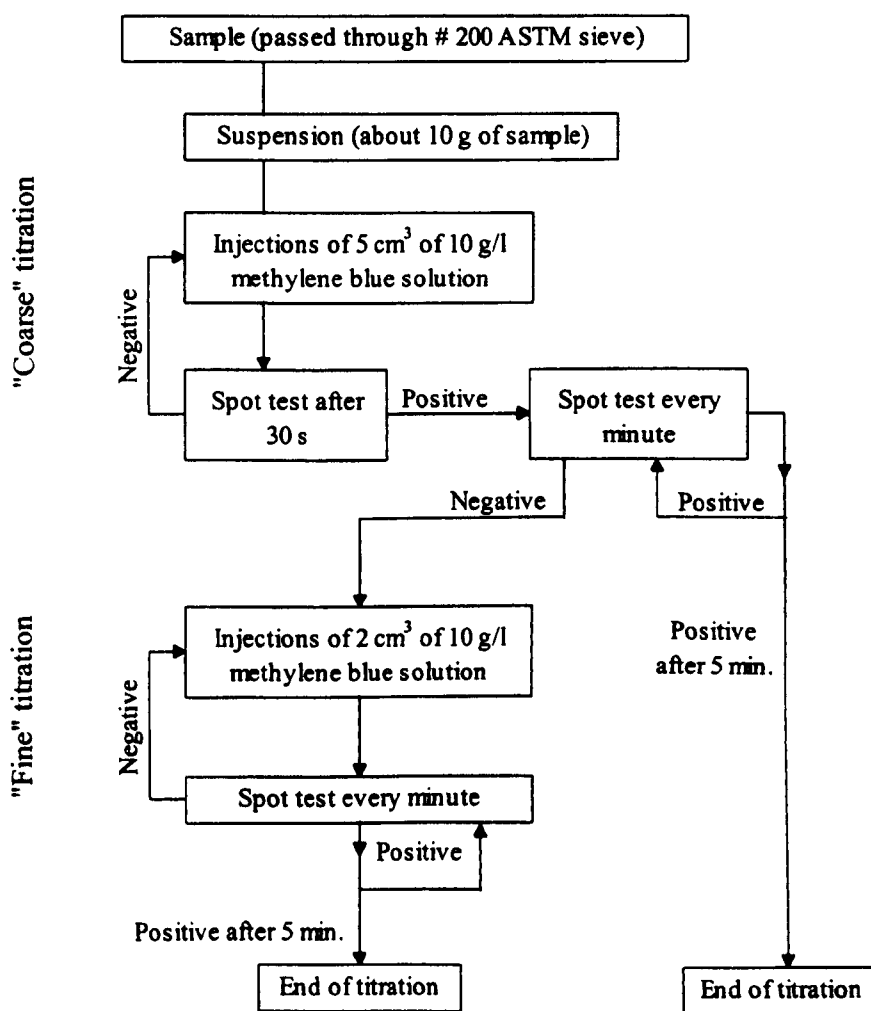 Sample (passed through # 200 ASTM sieve)
Suspension (about 10 g of sample)
"Coarse" titration
Injections of 5 cm³ of 10 g/l
methylene blue solution
Negative
Spot test after
30 s
Positive
Spot test every
minute
Negative
Positive
"Fine" titration
Injections of 2 cm³ of 10 g/l
methylene blue solution
Positive
after 5 min.
Negative
Spot test every minute
Positive
Positive after 5 min.
End of titration
End of titration